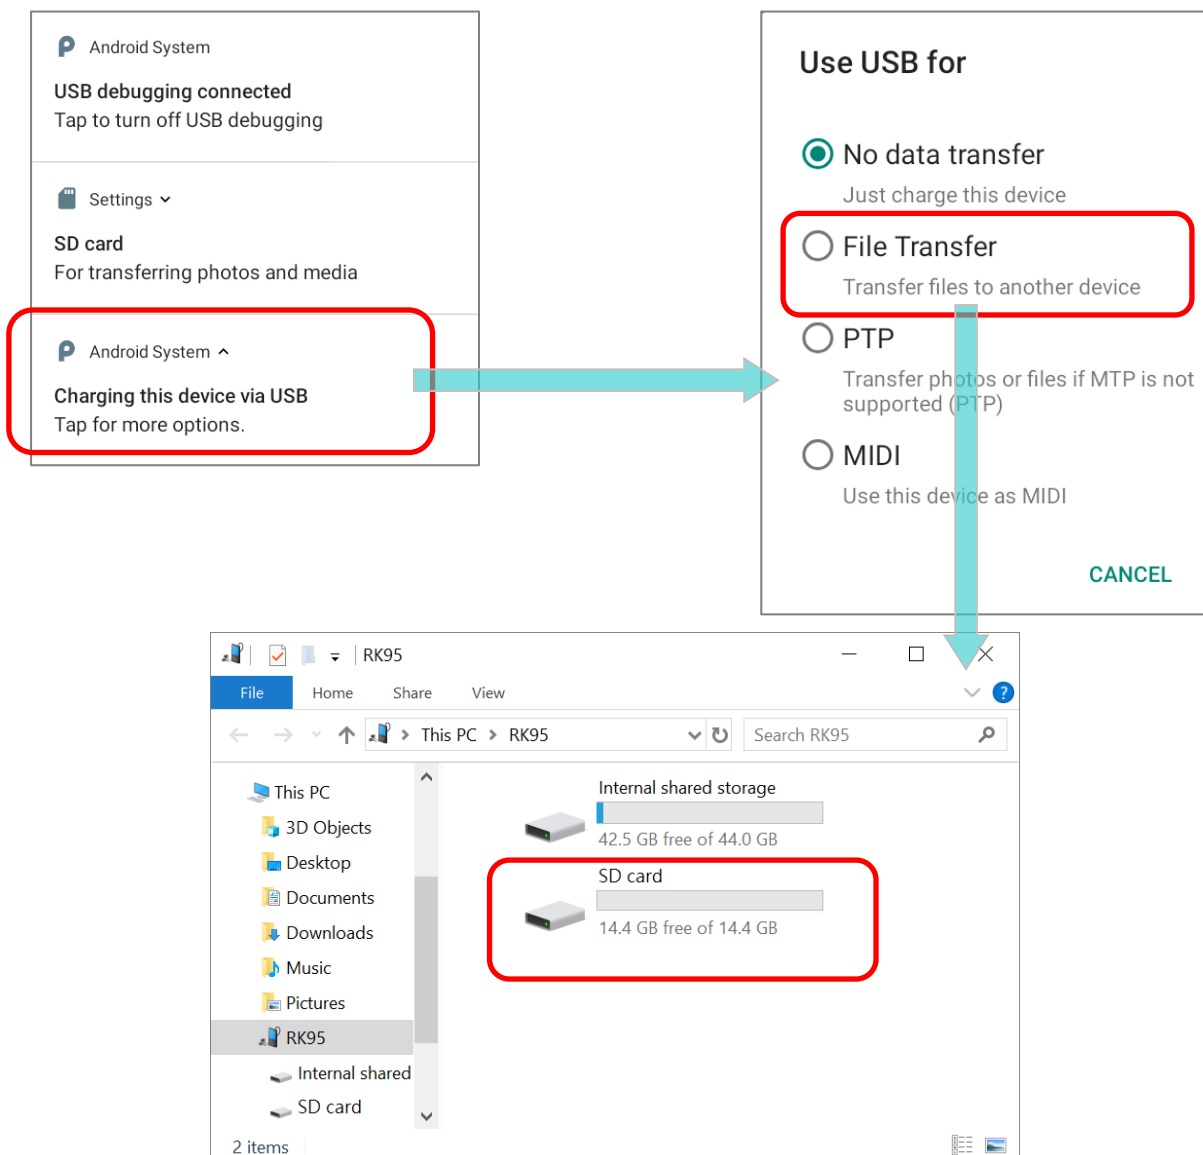 Android System
USB debugging connected
Tap to turn off USB debugging
Settings
SD card
For transferring photos and media
Android System
Charging this device via USB
Tap for more options.
Use USB for
No data transfer
Just charge this device
File Transfer
Transfer files to another device
PTP
Transfer photos or files if MTP is not
supported (PTP)
MIDI
Use this device as MIDI
CANCEL
RK95
File Home Share View
?
This PC > RK95
Search RK95
This PC
3D Objects
Desktop
Documents
Downloads
Music
Pictures
RK95
Internal shared
SD card
Internal shared storage
42.5 GB free of 44.0 GB
SD card
14.4 GB free of 14.4 GB
2 items